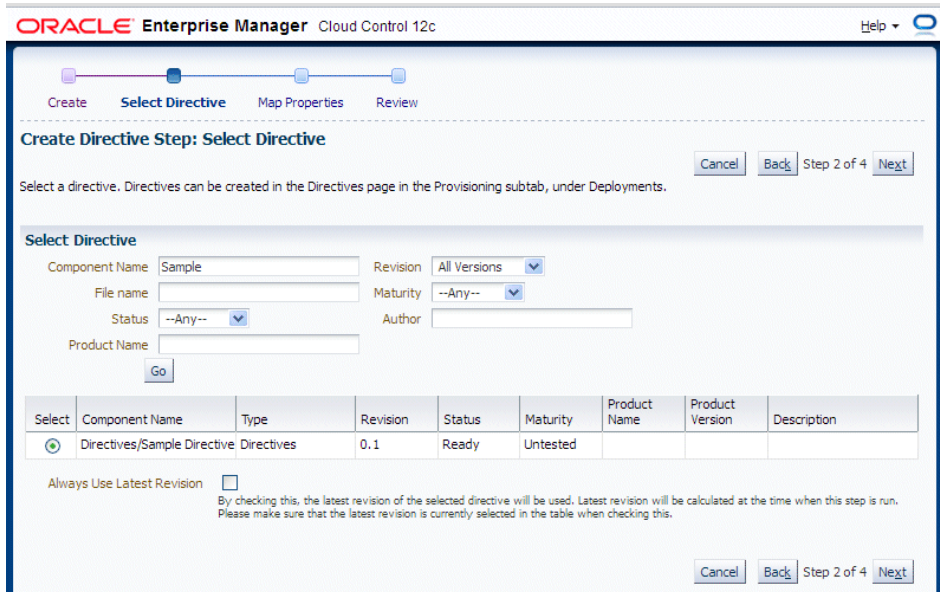 ORACLE Enterprise Manager Cloud Control 12c
Help
Create Select Directive Map Properties Review
Create Directive Step: Select Directive
Cancel Back Step 2 of 4 Next
Select a directive. Directives can be created in the Directives page in the Provisioning subtab, under Deployments.
Select Directive
Component Name Sample Revision All Versions
File name Maturity --Any--
Status --Any-- Author
Product Name
Go
Select Component Name Type Revision Status Maturity Product Name Product Version Description
Directives/Sample Directive Directives 0.1 Ready Untested
Always Use Latest Revision
By checking this, the latest revision of the selected directive will be used. Latest revision will be calculated at the time when this step is run.
Please make sure that the latest revision is currently selected in the table when checking this.
Cancel Back Step 2 of 4 Next